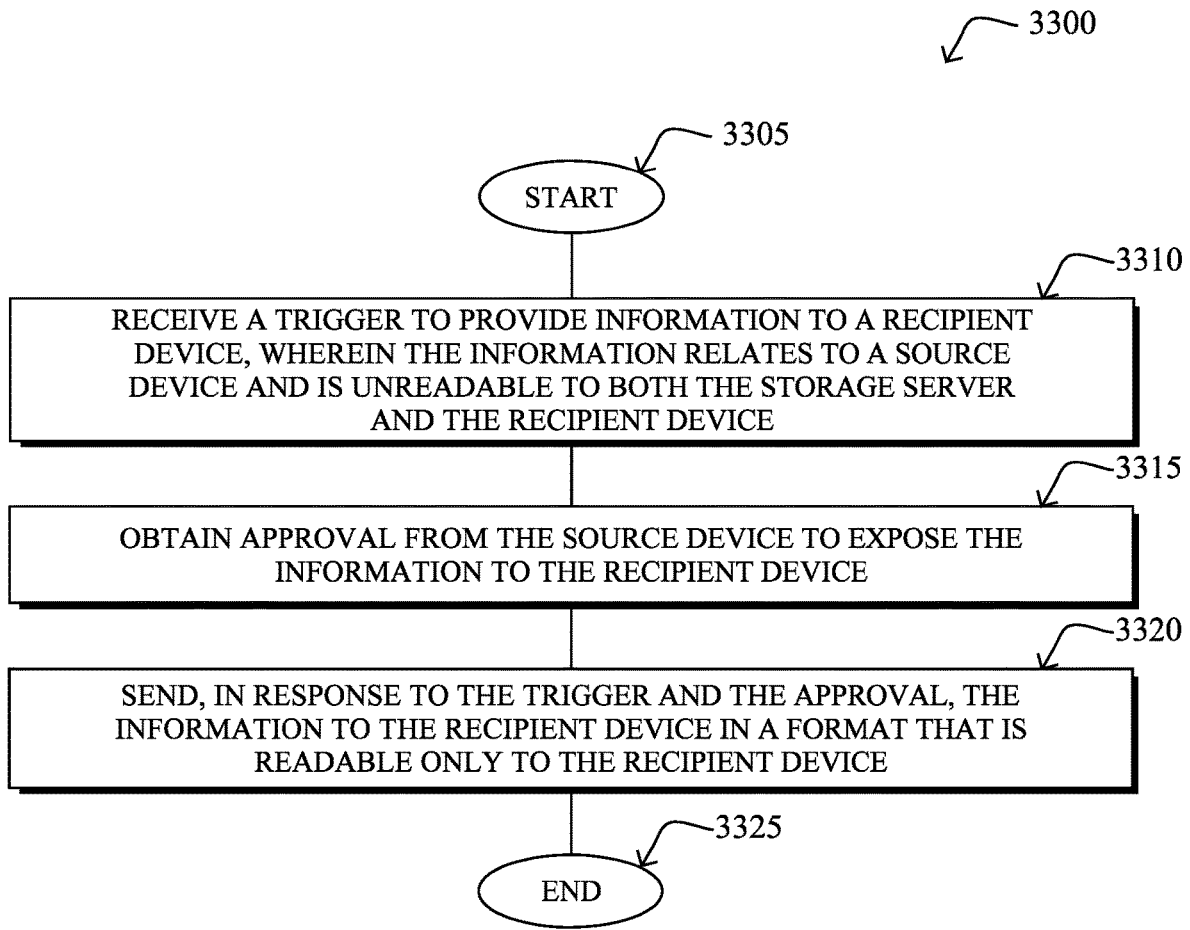 3300
3305
START
3310
RECEIVE A TRIGGER TO PROVIDE INFORMATION TO A RECIPIENT
DEVICE, WHEREIN THE INFORMATION RELATES TO A SOURCE
DEVICE AND IS UNREADABLE TO BOTH THE STORAGE SERVER
AND THE RECIPIENT DEVICE
3315
OBTAIN APPROVAL FROM THE SOURCE DEVICE TO EXPOSE THE
INFORMATION TO THE RECIPIENT DEVICE
3320
SEND, IN RESPONSE TO THE TRIGGER AND THE APPROVAL, THE
INFORMATION TO THE RECIPIENT DEVICE IN A FORMAT THAT IS
READABLE ONLY TO THE RECIPIENT DEVICE
3325
END